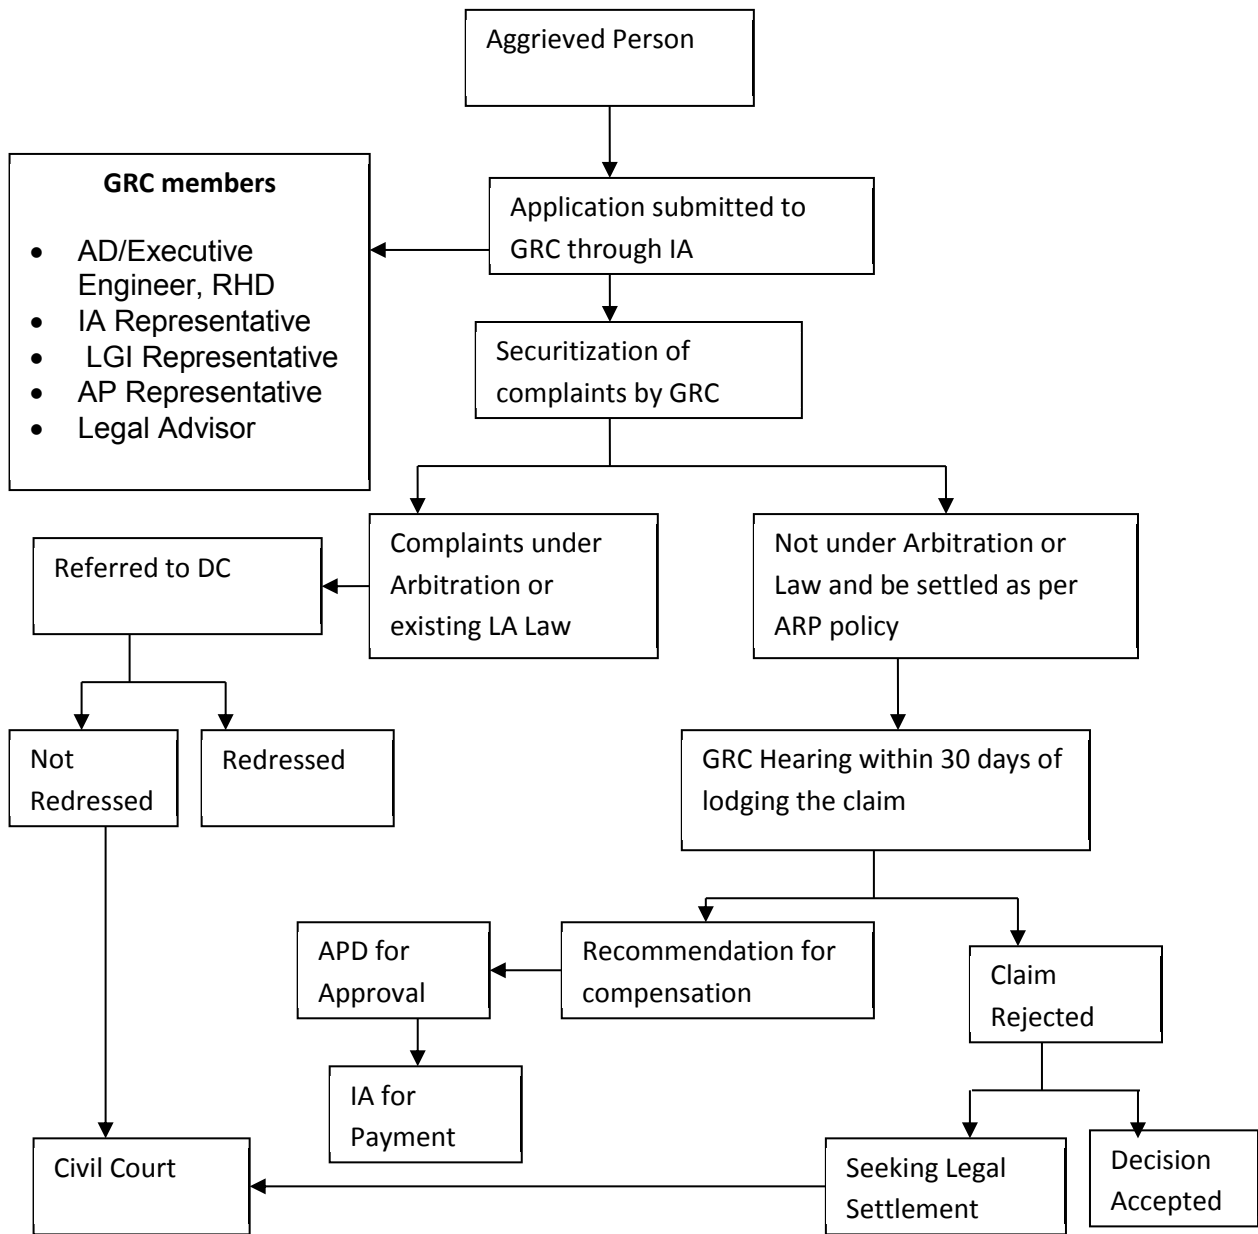 Aggrieved Person
GRC members
• AD/Executive
Engineer, RHD
• IA Representative
• LGI Representative
• AP Representative
• Legal Advisor
Application submitted to
GRC through IA
Securitization of
complaints by GRC
Referred to DC
Complaints under
Arbitration or
existing LA Law
Not under Arbitration or
Law and be settled as per
ARP policy
Not
Redressed
Redressed
GRC Hearing within 30 days of
lodging the claim
APD for
Approval
Recommendation for
compensation
Claim
Rejected
IA for
Payment
Civil Court
Seeking Legal
Settlement
Decision
Accepted